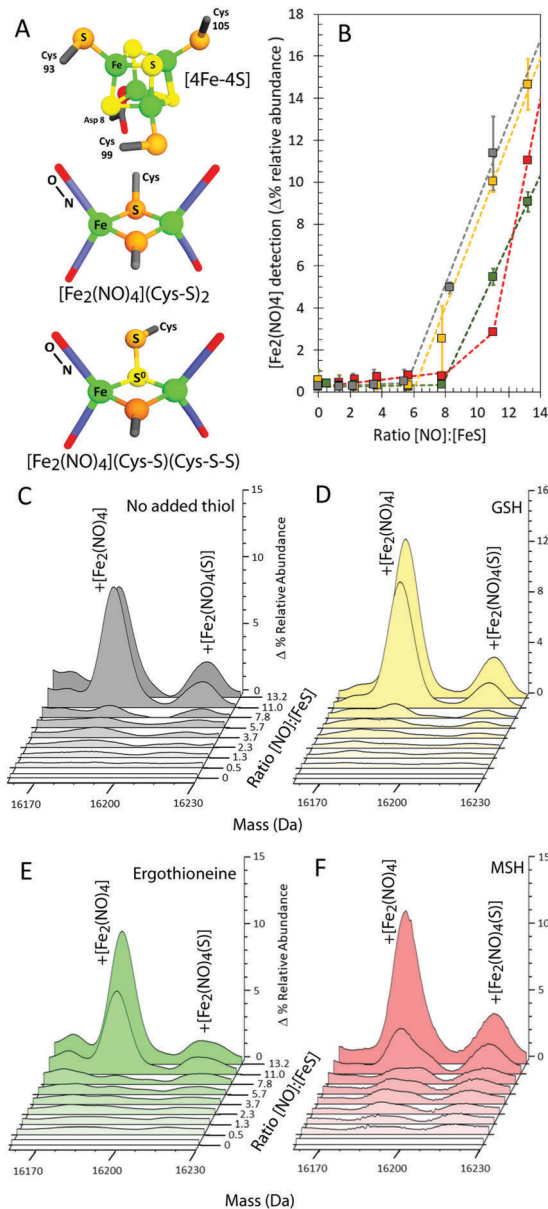 A
Cys
105
S
Cys
93
Fe
S
[4Fe-4S]
Asp 8
Cys
99
O
N
Cys
S
Fe
[Fe2(NO)4](Cys-S)2
S
Cys
O
N
S0
Fe
[Fe2(NO)4](Cys-S)(Cys-S-S)
B
[Fe2(NO)4] detection (Δ% relative abundance)
18
16
14
12
10
8
6
4
2
0
0 2 4 6 8 10 12 14
Ratio [NO]:[FeS]
C
No added thiol
+[Fe2(NO)4]
+[Fe2(NO)4(S)]
15
10
5
0
Δ % Relative Abundance
13.2
11.0
7.8
5.7
3.7
2.3
1.3
0.5
0
Ratio [NO]:[FeS]
16170 16200 16230
D
GSH
+[Fe2(NO)4]
+[Fe2(NO)4(S)]
16
12
8
4
0
16170 16200 16230
Mass (Da)
E
Ergothioneine
+[Fe2(NO)4]
+[Fe2(NO)4(S)]
15
10
5
0
Δ % Relative Abundance
13.2
11.0
7.8
5.7
3.7
2.3
1.3
0.5
0
Ratio [NO]:[FeS]
16170 16200 16230
F
MSH
+[Fe2(NO)4]
+[Fe2(NO)4(S)]
15
10
5
0
16170 16200 16230
Mass (Da)